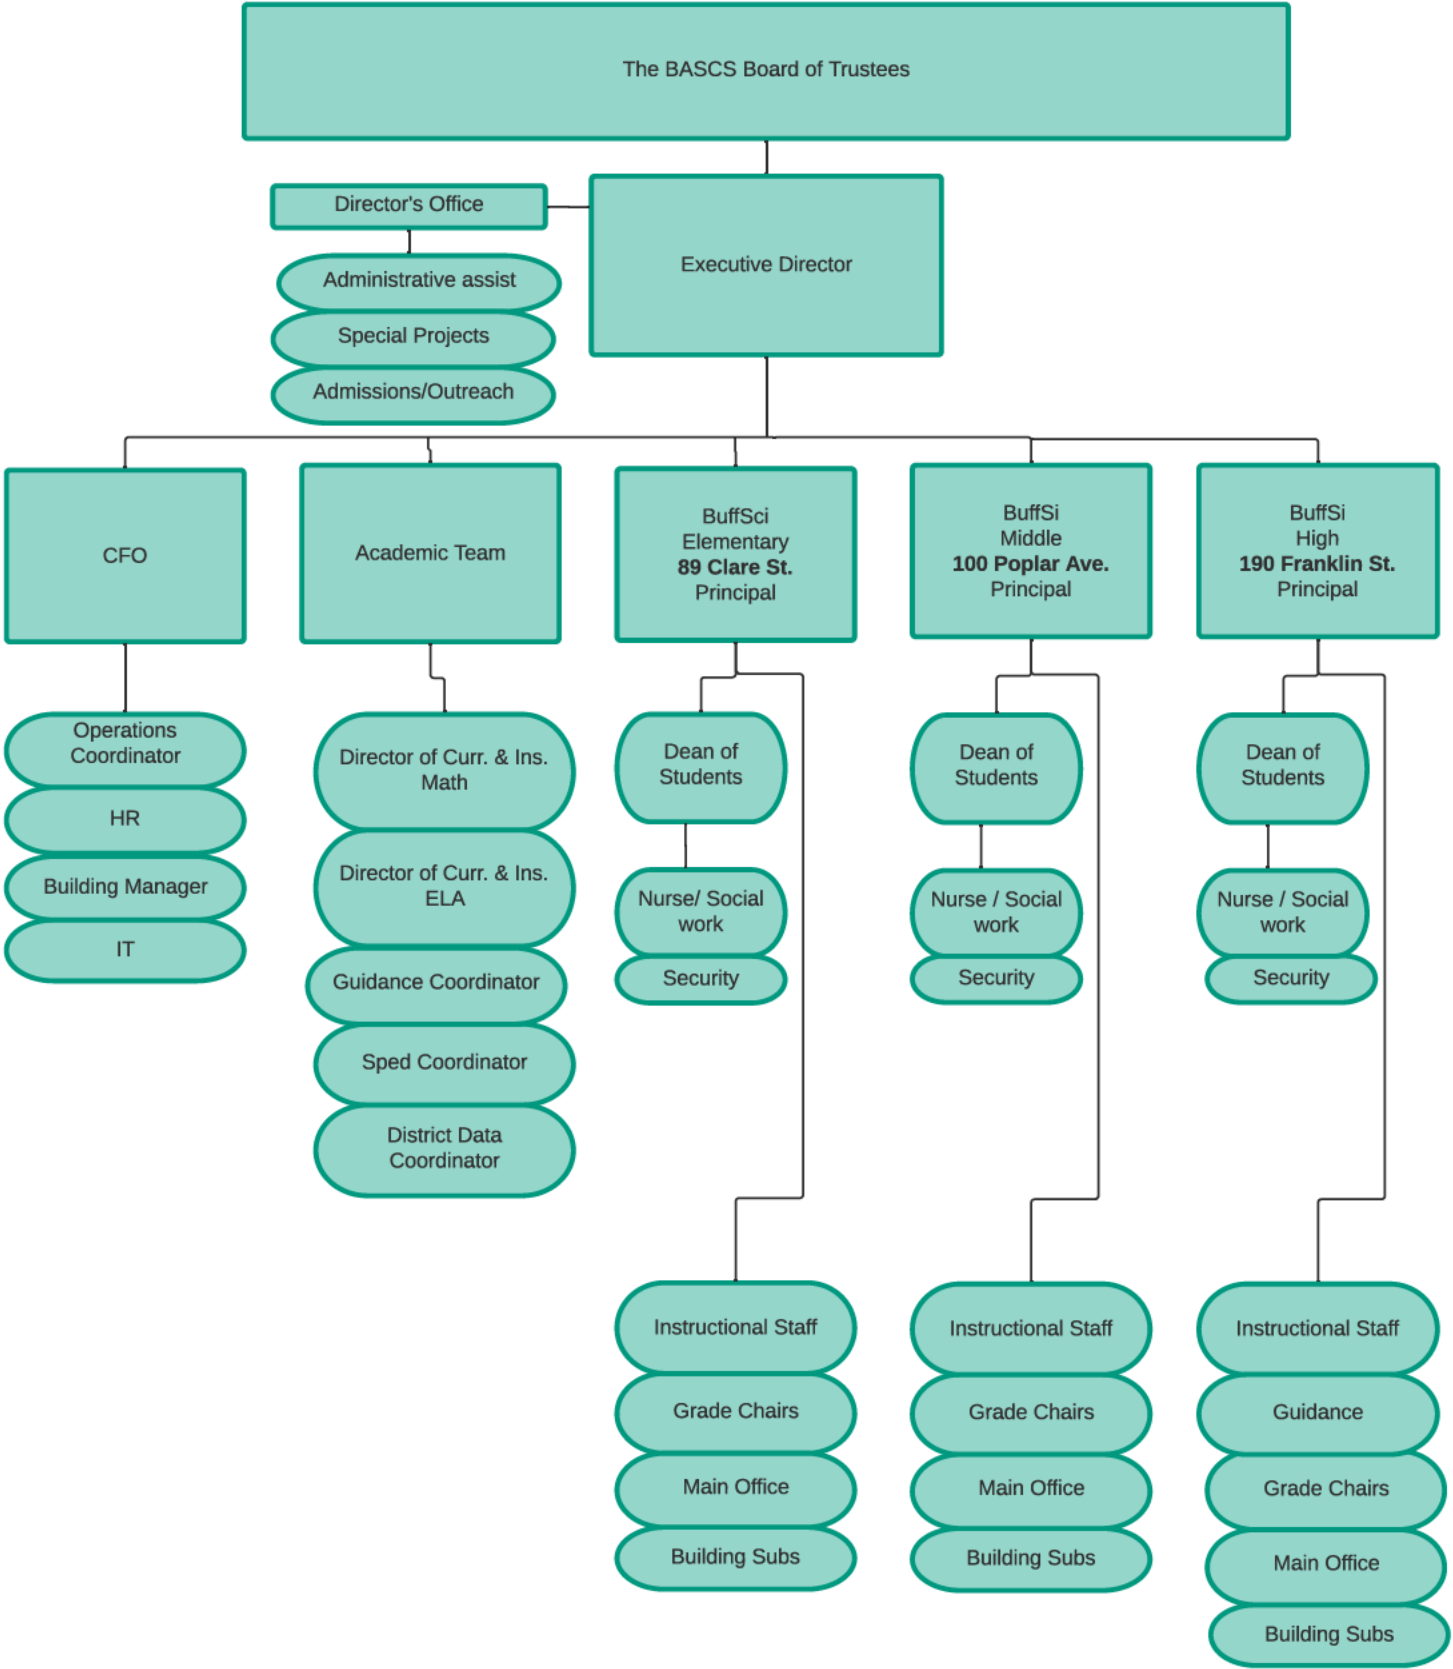 The BASCS Board of Trustees
Director's Office
Executive Director
Administrative assist
Special Projects
Admissions/Outreach
CFO
Academic Team
BuffSci
Elementary
89 Clare St.
Principal
BuffSi
Middle
100 Poplar Ave.
Principal
BuffSi
High
190 Franklin St.
Principal
Operations
Coordinator
HR
Building Manager
IT
Director of Curr. & Ins.
Math
Director of Curr. & Ins.
ELA
Guidance Coordinator
Sped Coordinator
District Data
Coordinator
Dean of
Students
Nurse/ Social
work
Security
Instructional Staff
Grade Chairs
Main Office
Building Subs
Dean of
Students
Nurse / Social
work
Security
Instructional Staff
Grade Chairs
Main Office
Building Subs
Dean of
Students
Nurse / Social
work
Security
Instructional Staff
Guidance
Grade Chairs
Main Office
Building Subs